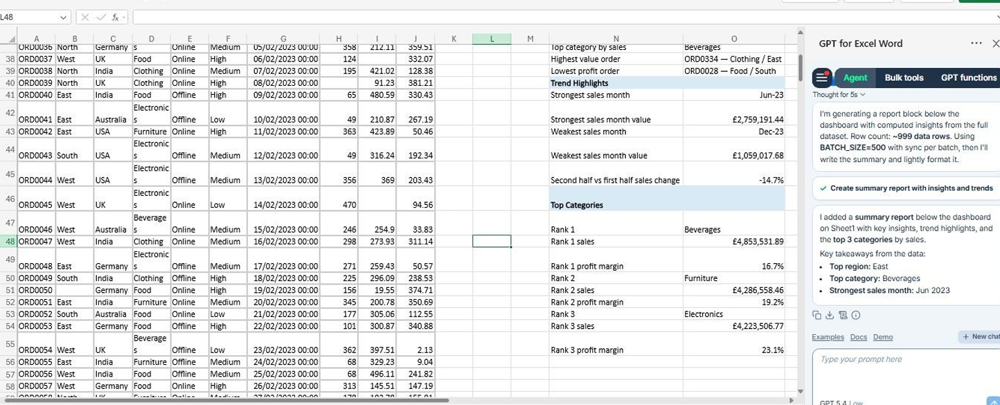 L48 fx
A B C D E F G H I J K L M N O
ORD0036 North Germany s Online Medium 05/02/2023 00:00 358 212.11 359.51 Top category by sales Beverages
38 ORD0037 West UK Food Online High 06/02/2023 00:00 124 332.07 Highest value order ORD0334 — Clothing / East
39 ORD0038 North India Clothing Online Medium 07/02/2023 00:00 195 421.02 128.38 Lowest profit order ORD0028 — Food / South
40 ORD0039 North UK Clothing Online High 08/02/2023 00:00 91.23 381.21 Trend Highlights
41 ORD0040 East India Food Offline High 09/02/2023 00:00 65 480.59 330.43 Strongest sales month Jun-23
Electronic
42 ORD0041 East Australia s Offline Low 10/02/2023 00:00 49 210.87 267.19 Strongest sales month value £2,759,191.44
43 ORD0042 East USA Furniture Online High 11/02/2023 00:00 363 423.89 50.46 Weakest sales month Dec-23
Electronic
44 ORD0043 South USA s Offline Medium 12/02/2023 00:00 49 316.24 192.34 Weakest sales month value £1,059,017.68
Electronic
45 ORD0044 West USA s Offline Medium 13/02/2023 00:00 356 369 203.43 Second half vs first half sales change -14.7%
Electronic
46 ORD0045 West UK s Online Low 14/02/2023 00:00 470 94.56 Top Categories
Beverage
47 ORD0046 West Australia s Online Medium 15/02/2023 00:00 246 254.9 33.83 Rank 1 Beverages
48 ORD0047 West India Clothing Online Medium 16/02/2023 00:00 298 273.93 311.14 Rank 1 sales £4,853,531.89
Electronic
49 ORD0048 East Germany s Offline Medium 17/02/2023 00:00 271 259.43 50.57 Rank 1 profit margin 16.7%
50 ORD0049 South India Clothing Offline High 18/02/2023 00:00 225 296.09 238.53 Rank 2 Furniture
51 ORD0050 Germany Food Online High 19/02/2023 00:00 156 19.55 374.71 Rank 2 sales £4,286,558.46
52 ORD0051 East India Furniture Online Medium 20/02/2023 00:00 345 200.78 350.69 Rank 2 profit margin 19.2%
53 ORD0052 South Australia Food Online Low 21/02/2023 00:00 177 305.06 112.55 Rank 3 Electronics
54 ORD0053 East Germany Food Offline High 22/02/2023 00:00 101 300.87 340.88 Rank 3 sales £4,223,506.77
Beverage
55 ORD0054 West UK s Offline Low 23/02/2023 00:00 362 397.51 2.13 Rank 3 profit margin 23.1%
56 ORD0055 East India Furniture Offline Medium 24/02/2023 00:00 68 329.23 9.04
57 ORD0056 West India Food Offline Medium 25/02/2023 00:00 68 496.11 241.82
58 ORD0057 West Germany Food Online High 26/02/2023 00:00 313 145.51 147.19
GPT for Excel Word
Agent Bulk tools GPT functions
Thought for 5s
I'm generating a report block below the
dashboard with computed insights from the full
dataset. Row count: ~999 data rows. Using
BATCH_SIZE=500 with sync per batch, then I'll
write the summary and lightly format it.
Create summary report with insights and trends
I added a summary report below the dashboard
on Sheet1 with key insights, trend highlights, and
the top 3 categories by sales.
Key takeaways from the data:
• Top region: East
• Top category: Beverages
• Strongest sales month: Jun 2023
Examples Docs Demo + New chat
Type your prompt here
GPT 5.4 Low